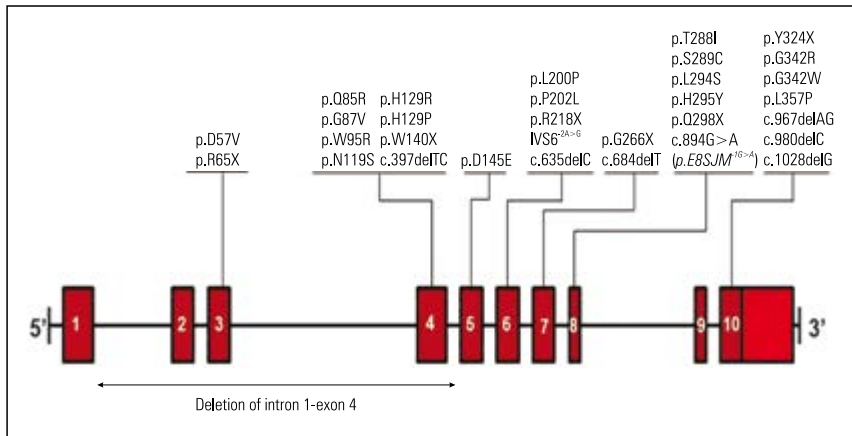 p.D57V
p.R65X
p.Q85R p.H129R
p.G87V p.H129P
p.W95R p.W140X
p.N119S c.397delTC
p.D145E
p.L200P
p.P202L
p.R218X
IVS6-2A>G
c.635delC
p.G266X
c.684delT
p.T288I
p.S289C
p.L294S
p.H295Y
p.Q298X
c.894G>A
(p.E8SJM-1G>A)
p.Y324X
p.G342R
p.G342W
p.L357P
c.967delAG
c.980delC
c.1028delG
5' 1 2 3 4 5 6 7 8 9 10 3'
Deletion of intron 1-exon 4